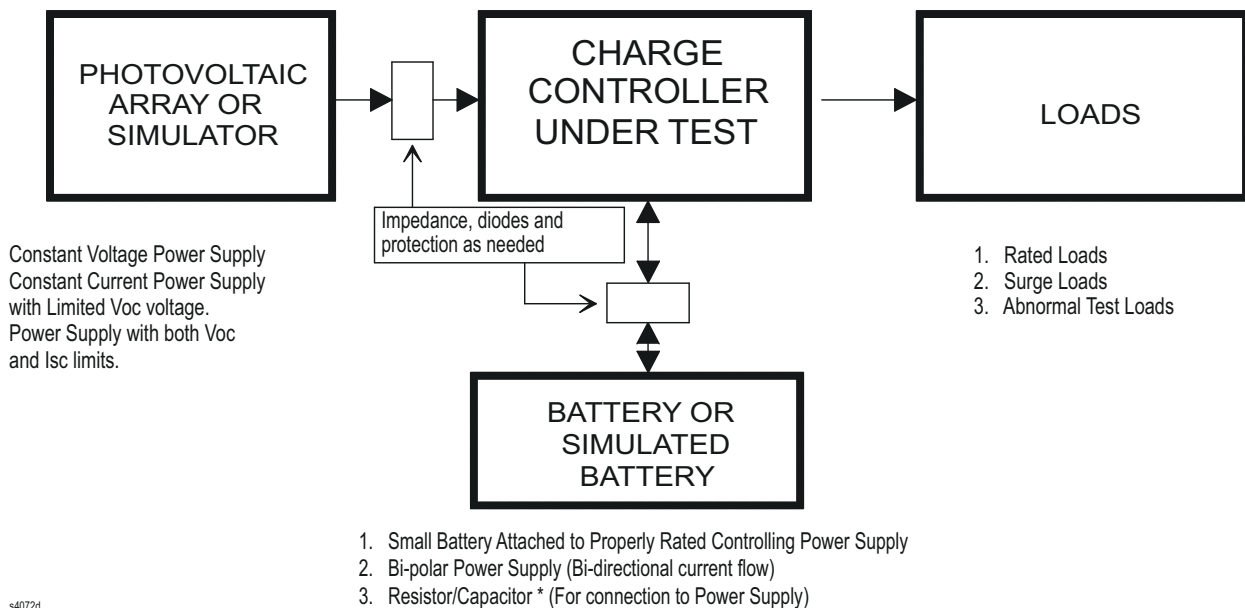 PHOTOVOLTAIC
ARRAY OR
SIMULATOR
CHARGE
CONTROLLER
UNDER TEST
LOADS
Impedance, diodes and
protection as needed
Constant Voltage Power Supply
Constant Current Power Supply
with Limited Voc voltage.
Power Supply with both Voc
and Isc limits.
1. Rated Loads
2. Surge Loads
3. Abnormal Test Loads
BATTERY OR
SIMULATED
BATTERY
1. Small Battery Attached to Properly Rated Controlling Power Supply
2. Bi-polar Power Supply (Bi-directional current flow)
3. Resistor/Capacitor * (For connection to Power Supply)
s4072d